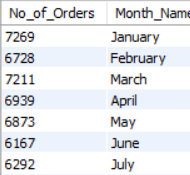 No_of_Orders Month_Name
7269 January
6728 February
7211 March
6939 April
6873 May
6167 June
6292 July